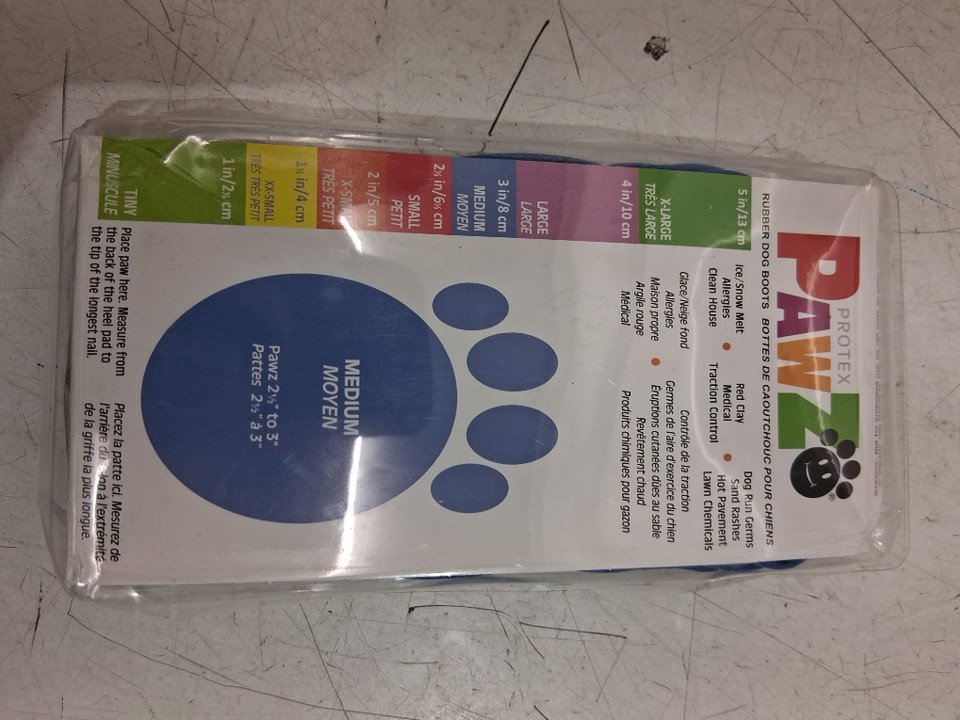 PROTEX
PAWZ
®
RUBBER DOG BOOTS BOTTES DE CAOUTCHOUC POUR CHIENS
Ice/Snow Melt
Allergies
Clean House
Red Clay
Medical
Traction Control
Dog Run Germs
Sand Rashes
Hot Pavement
Lawn Chemicals
Glace/Neige fond
Allergies
Maison propre
Argile rouge
Médical
Contrôle de la traction
Germes de l'aire d'exercice du chien
Éruptions cutanées dues au sable
Revêtement chaud
Produits chimiques pour gazon
5 in/13 cm
X-LARGE
TRÈS LARGE
4 in/10 cm
LARGE
LARGE
3 in/8 cm
MEDIUM
MOYEN
2½ in/6½ cm
SMALL
PETIT
2 in/5 cm
X-SM
TRÈS PETIT
1½ in/4 cm
XX-SMALL
TRÈS TRÈS PETIT
1 in/2½ cm
TINY
MINUSCULE
MEDIUM
MOYEN
Pawz 2½" to 3"
Pattes 2½" à 3"
Place paw here. Measure from
the back of the heel pad to
the tip of the longest nail.
Placez la patte ici. Mesurez de
l'arrière du à l'extrémité
de la griffe la plus longue.